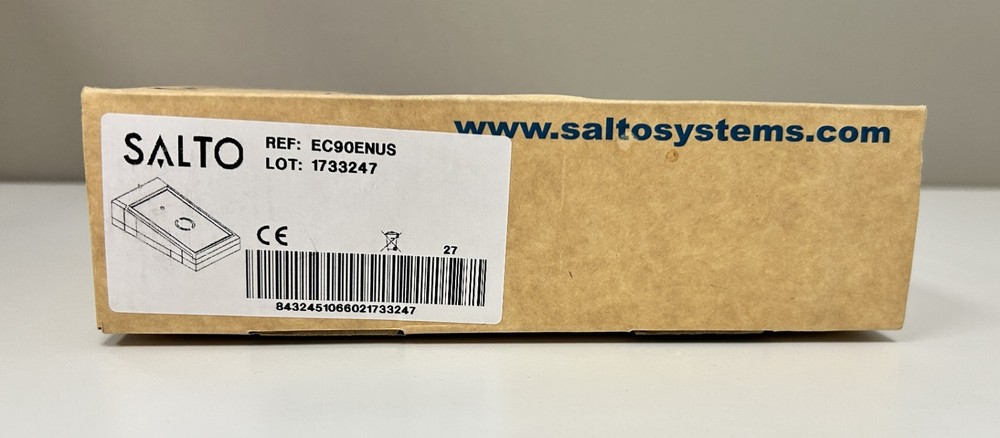 www.saltosystems.com
SALTO
REF: EC90ENUS
LOT: 1733247
CE
27
8432451066021733247